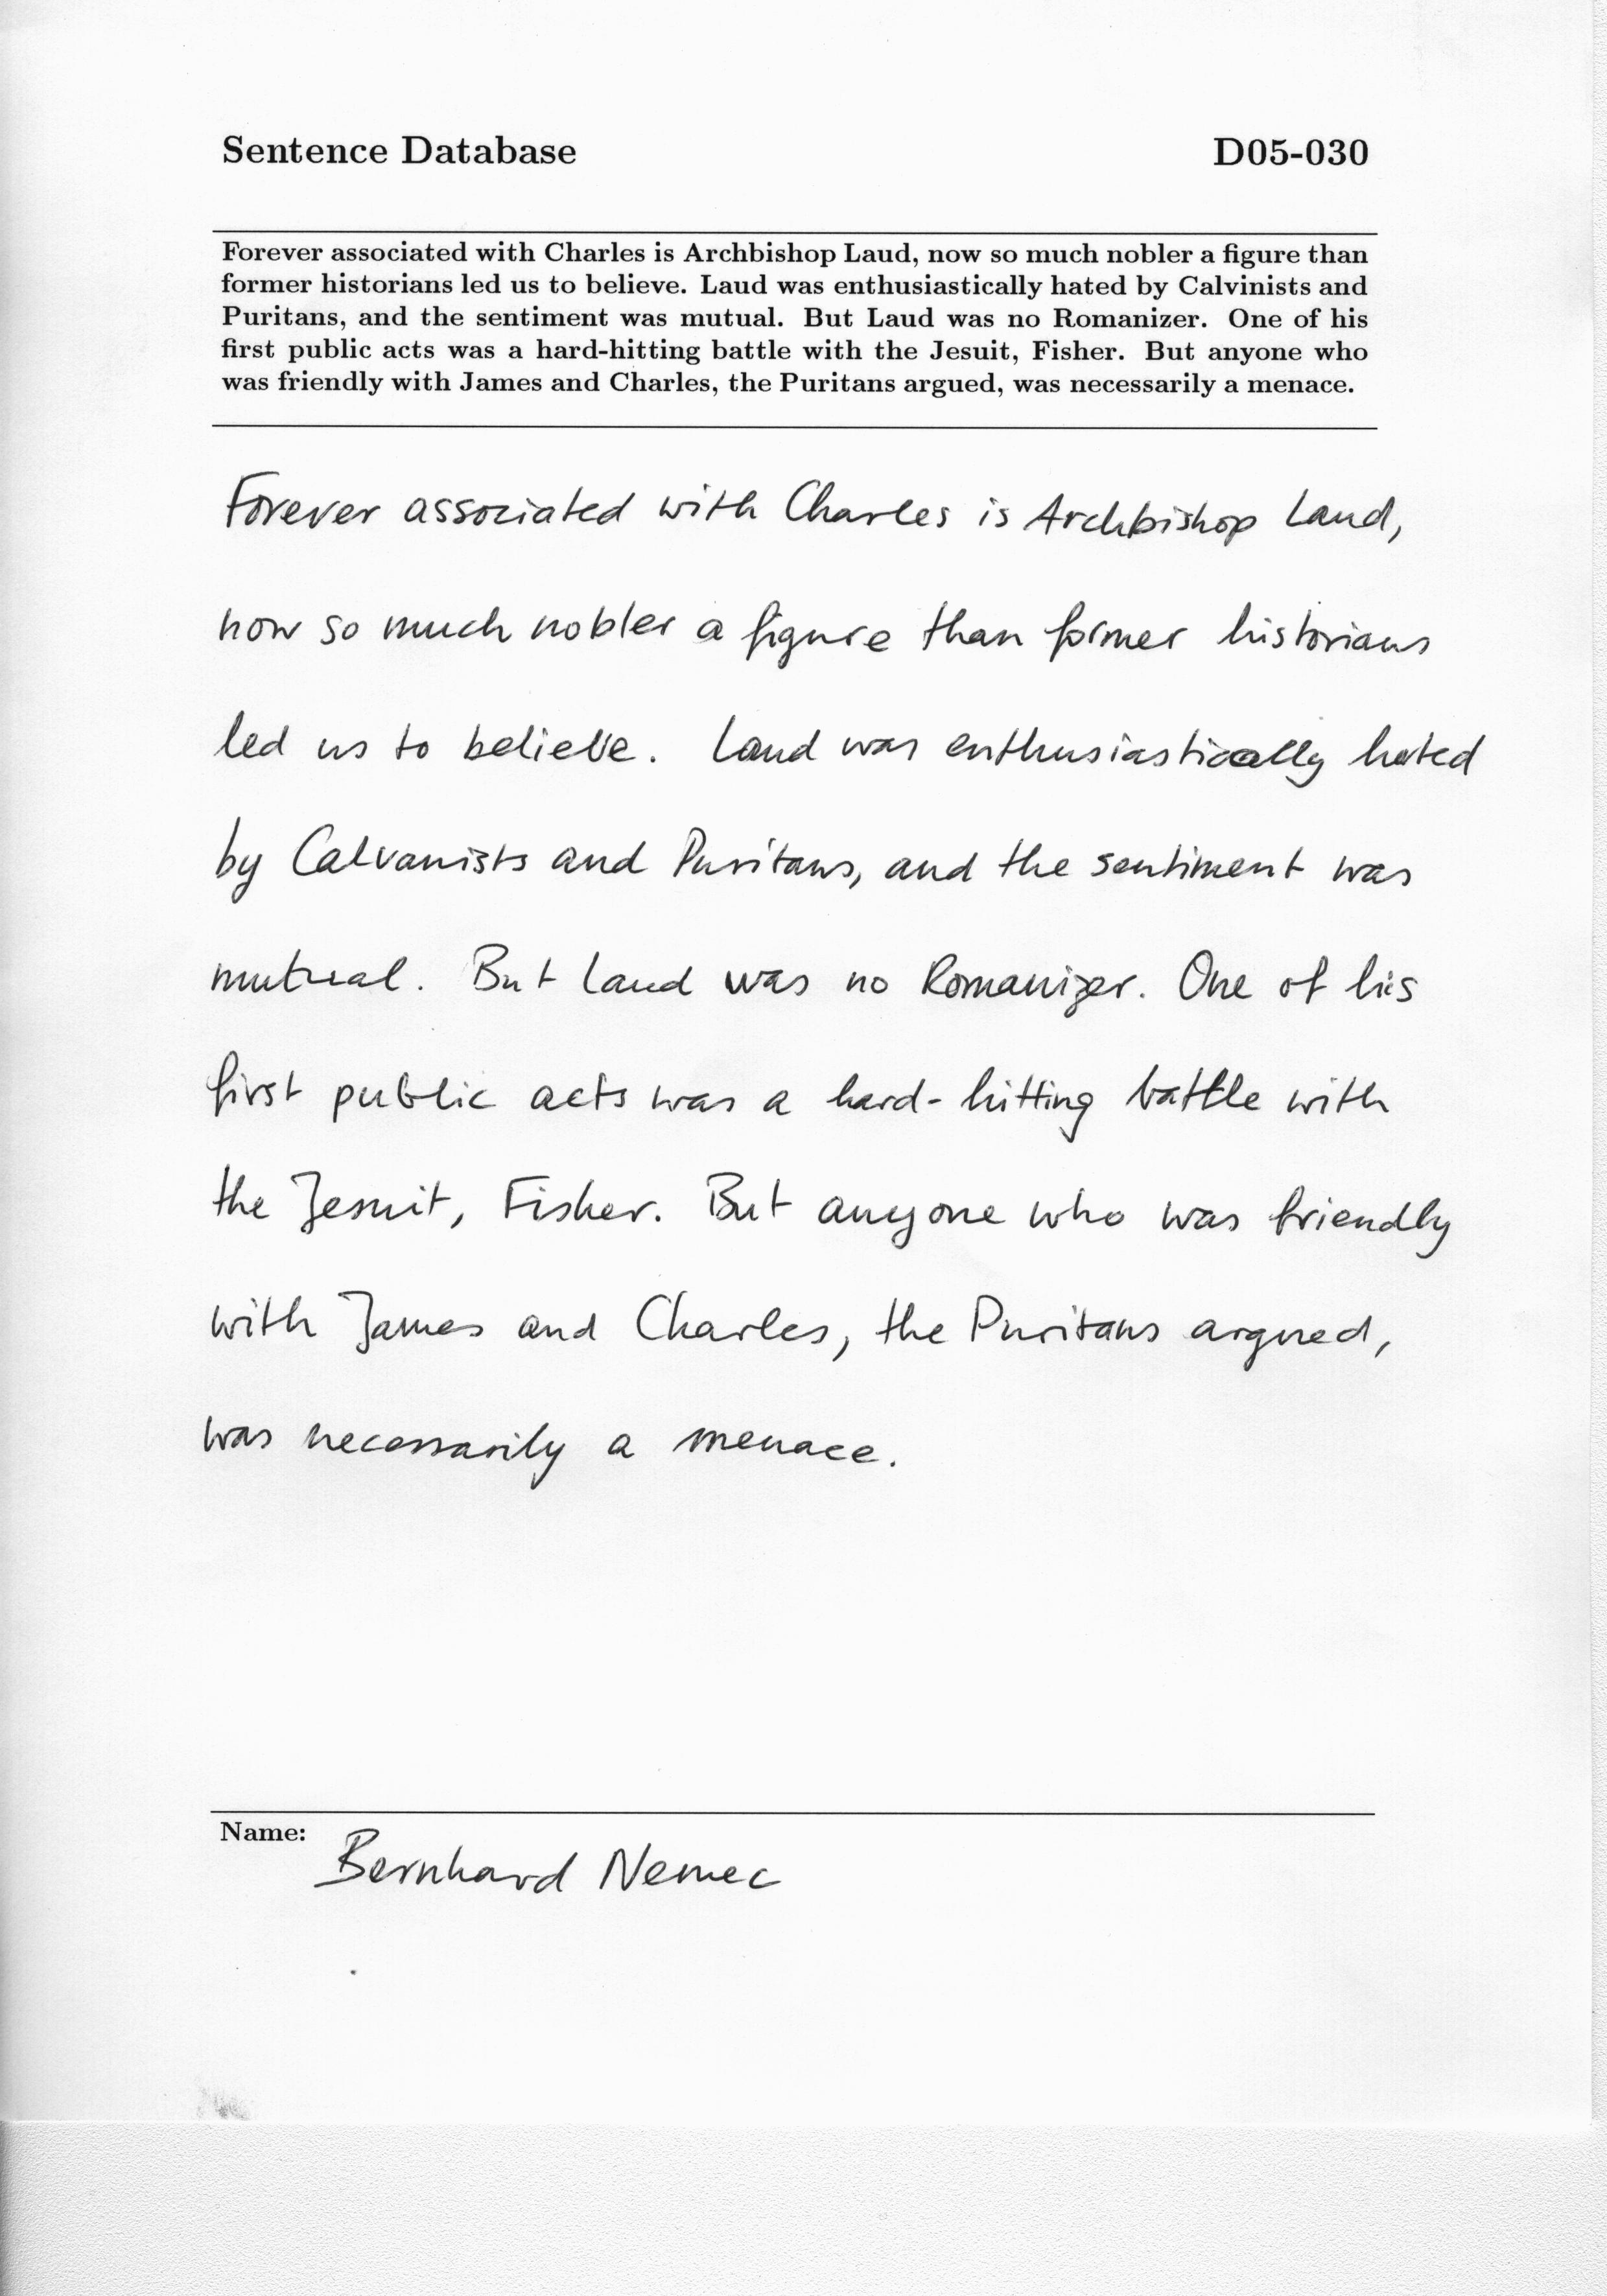 Sentence Database D05-030
Forever associated with Charles is Archbishop Laud, now so much nobler a figure than
former historians led us to believe. Laud was enthusiastically hated by Calvinists and
Puritans, and the sentiment was mutual. But Laud was no Romanizer. One of his
first public acts was a hard-hitting battle with the Jesuit, Fisher. But anyone who
was friendly with James and Charles, the Puritans argued, was necessarily a menace.
Forever associated with Charles is Archbishop Laud,
now so much nobler a figure than former historians
led us to believe. Laud was enthusiastically hated
by Calvanists and Puritans, and the sentiment was
mutual. But Laud was no Romanizer. One of his
first public acts was a hard-hitting battle with
the Jesuit, Fisher. But anyone who was friendly
with James and Charles, the Puritans argued,
was necessarily a menace.
Name:
Bernhard Nemec